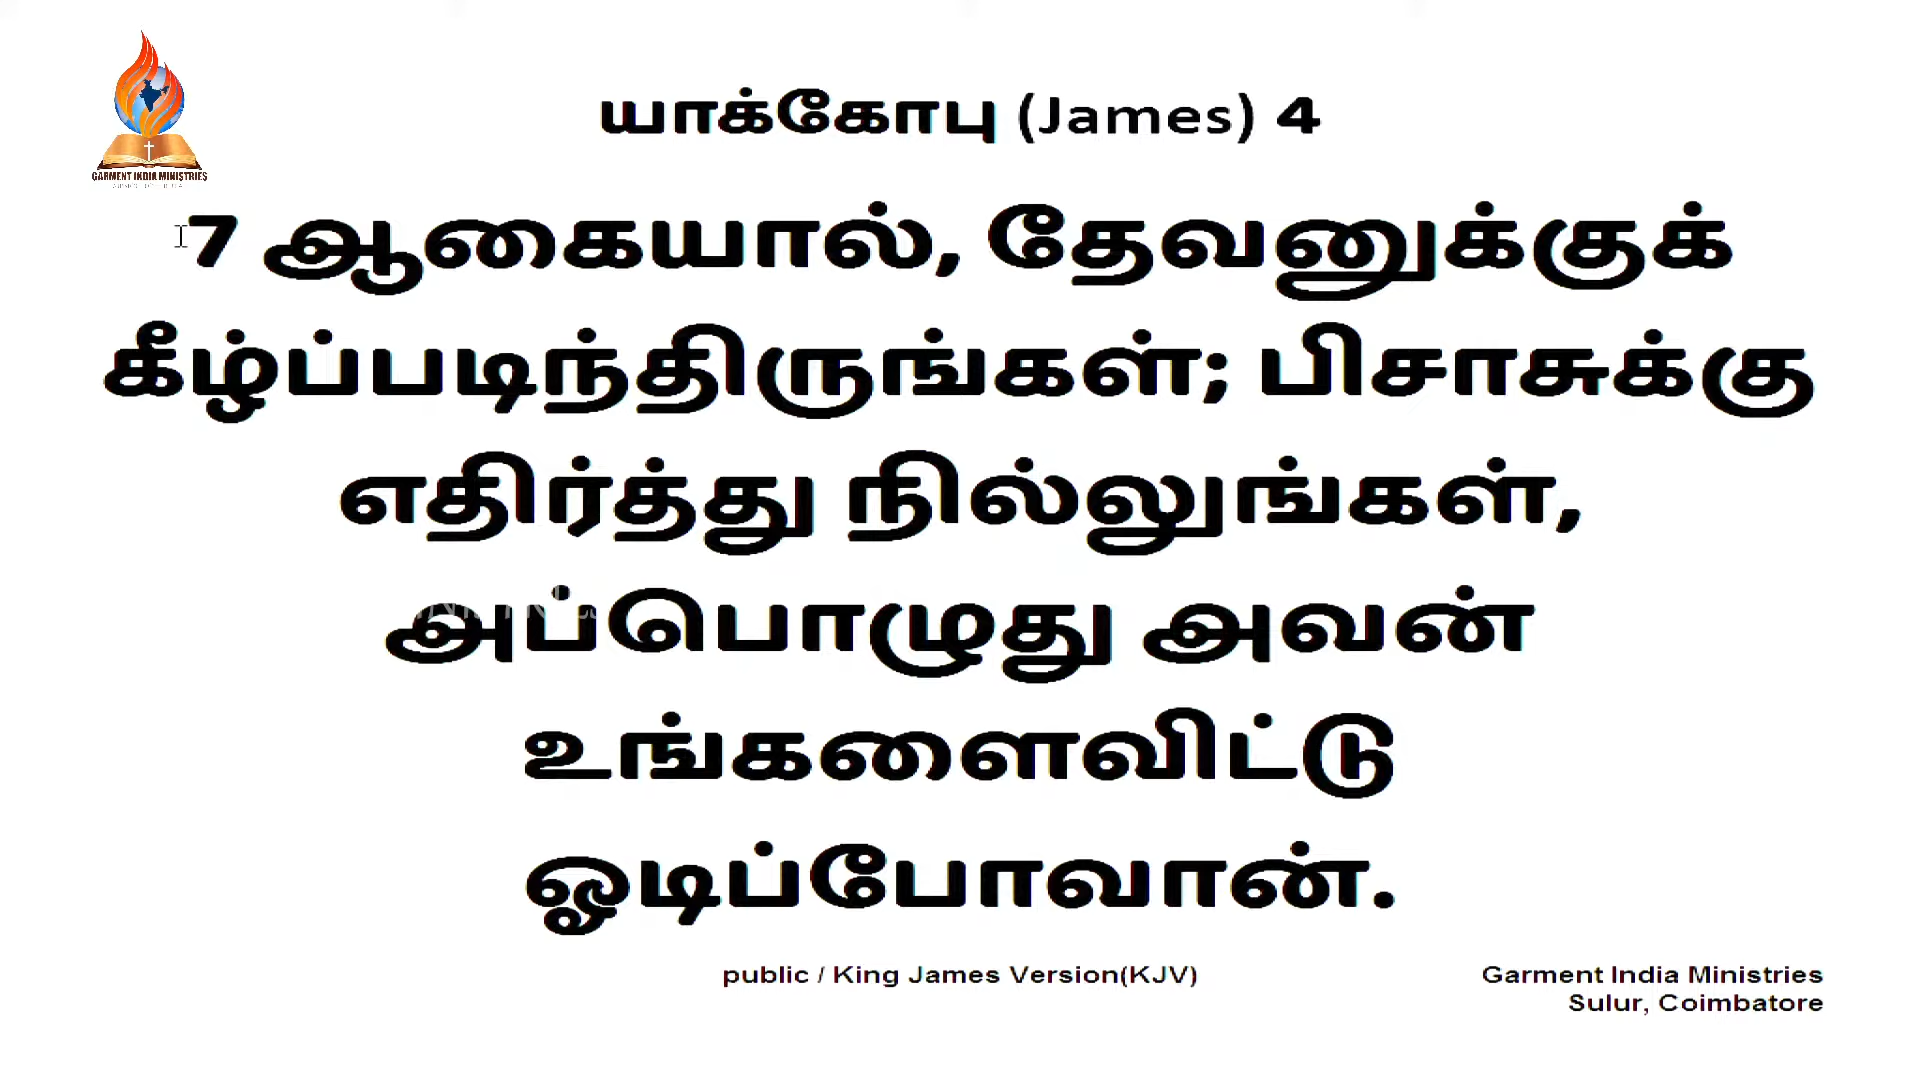 யாக்கோபு (James) 4
GARMENT INDIA MINISTRIES
7 ஆகையால், தேவனுக்குக்
கீழ்ப்படிந்திருங்கள்; பிசாசுக்கு
எதிர்த்து நில்லுங்கள்,
அப்பொழுது அவன்
உங்களைவிட்டு
ஓடிப்போவான்.
public / King James Version(KJV)
Garment India Ministries
Sulur, Coimbatore